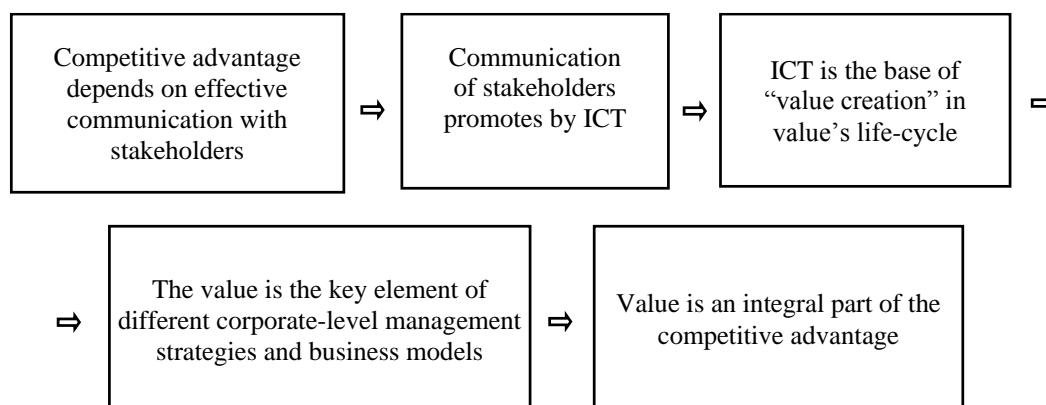 Competitive advantage
depends on effective
communication with
stakeholders
Communication
of stakeholders
promotes by ICT
ICT is the base of
“value creation” in
value’s life-cycle
The value is the key element of
different corporate-level management
strategies and business models
Value is an integral part of the
competitive advantage